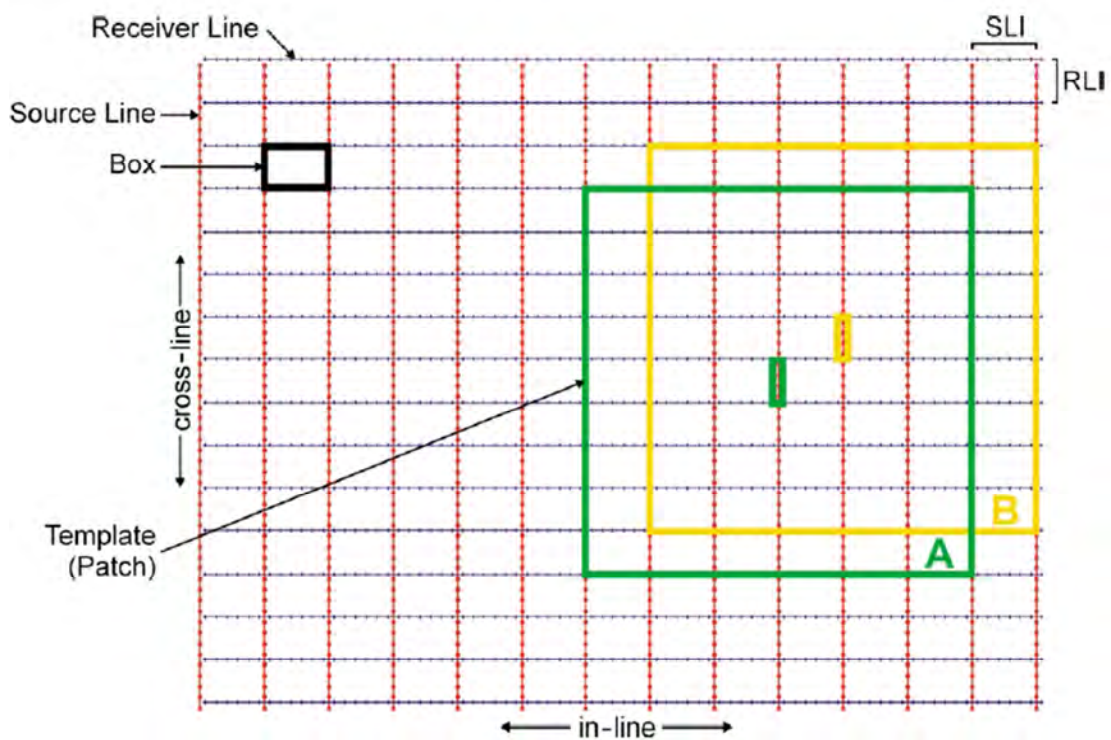 Receiver Line
SLI
RLI
Source Line
Box
cross-line
Template
(Patch)
B
A
in-line